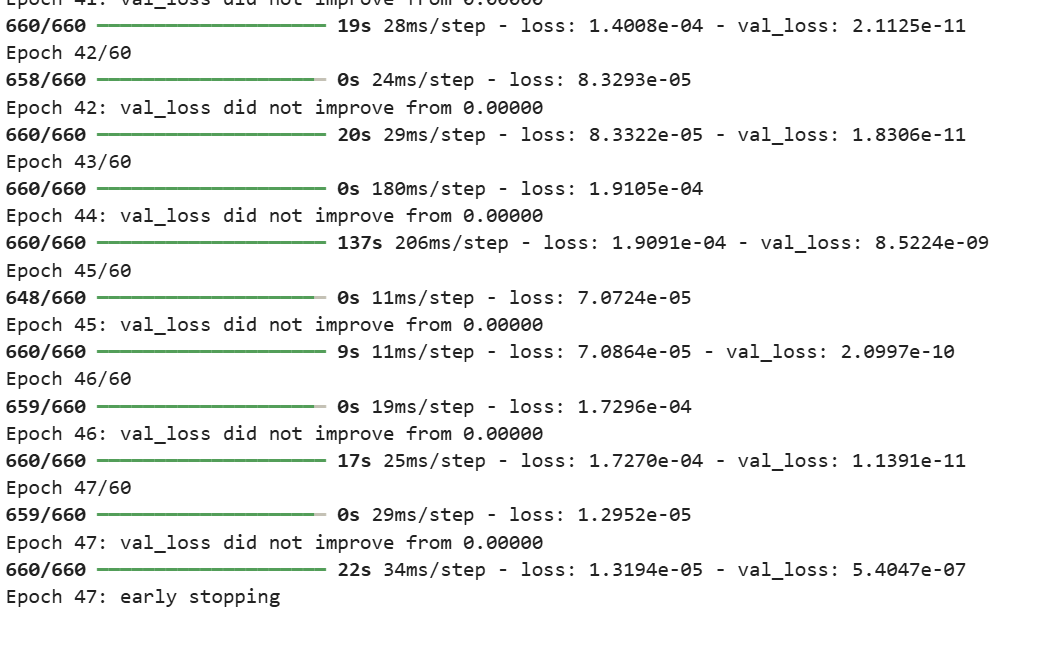 Epoch 41: val_loss did not improve from 0.00000
660/660 ━━━━━━━━━━━━━━━━━━━━ 19s 28ms/step - loss: 1.4008e-04 - val_loss: 2.1125e-11
Epoch 42/60
658/660 ━━━━━━━━━━━━━━━━━━━━ 0s 24ms/step - loss: 8.3293e-05
Epoch 42: val_loss did not improve from 0.00000
660/660 ━━━━━━━━━━━━━━━━━━━━ 20s 29ms/step - loss: 8.3322e-05 - val_loss: 1.8306e-11
Epoch 43/60
660/660 ━━━━━━━━━━━━━━━━━━━━ 0s 180ms/step - loss: 1.9105e-04
Epoch 44: val_loss did not improve from 0.00000
660/660 ━━━━━━━━━━━━━━━━━━━━ 137s 206ms/step - loss: 1.9091e-04 - val_loss: 8.5224e-09
Epoch 45/60
648/660 ━━━━━━━━━━━━━━━━━━━━ 0s 11ms/step - loss: 7.0724e-05
Epoch 45: val_loss did not improve from 0.00000
660/660 ━━━━━━━━━━━━━━━━━━━━ 9s 11ms/step - loss: 7.0864e-05 - val_loss: 2.0997e-10
Epoch 46/60
659/660 ━━━━━━━━━━━━━━━━━━━━ 0s 19ms/step - loss: 1.7296e-04
Epoch 46: val_loss did not improve from 0.00000
660/660 ━━━━━━━━━━━━━━━━━━━━ 17s 25ms/step - loss: 1.7270e-04 - val_loss: 1.1391e-11
Epoch 47/60
659/660 ━━━━━━━━━━━━━━━━━━━━ 0s 29ms/step - loss: 1.2952e-05
Epoch 47: val_loss did not improve from 0.00000
660/660 ━━━━━━━━━━━━━━━━━━━━ 22s 34ms/step - loss: 1.3194e-05 - val_loss: 5.4047e-07
Epoch 47: early stopping